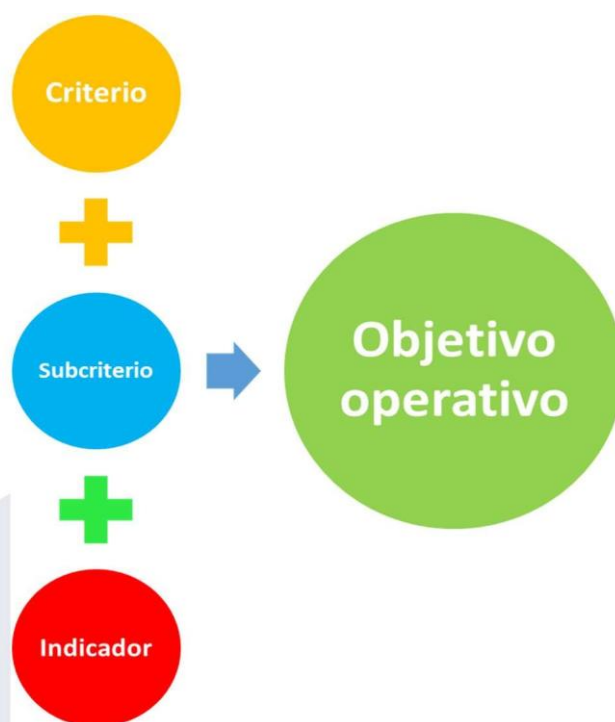 Criterio
Subcriterio
Objetivo
operativo
Indicador